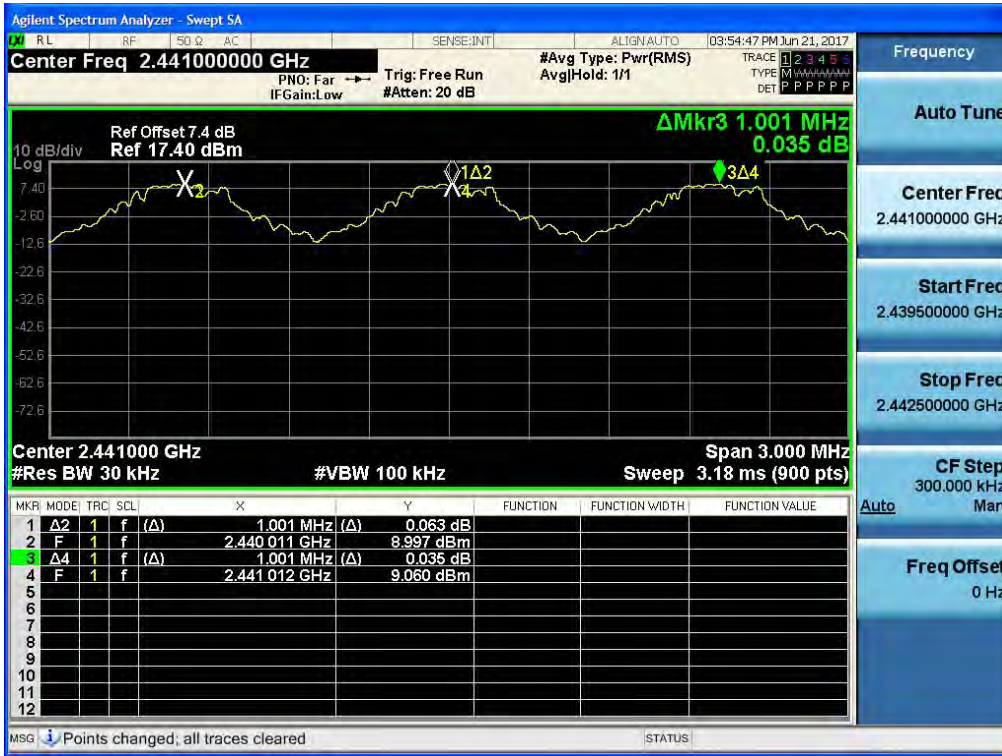 Agilent Spectrum Analyzer - Swept SA
LXI RL RF 50 Ω AC SENSE:INT ALIGN AUTO 03:54:47 PM Jun 21, 2017
Center Freq 2.441000000 GHz #Avg Type: Pwr(RMS) TRACE 1 2 3 4 5 6
PNO: Far Trig: Free Run Avg|Hold: 1/1 TYPE M WWWWW
IFGain:Low #Atten: 20 dB DET P P P P P P
ΔMkr3 1.001 MHz
0.035 dB
Ref Offset 7.4 dB
10 dB/div Ref 17.40 dBm
Log
7.40
-2.60
-12.6
-22.6
-32.6
-42.6
-52.6
-62.6
-72.6
2
1Δ2
4
3Δ4
Center 2.441000 GHz Span 3.000 MHz
#Res BW 30 kHz #VBW 100 kHz Sweep 3.18 ms (900 pts)
MKR MODE TRC SCL X Y FUNCTION FUNCTION WIDTH FUNCTION VALUE
1 Δ2 1 f (Δ) 1.001 MHz (Δ) 0.063 dB
2 F 1 f 2.440 011 GHz 8.997 dBm
3 Δ4 1 f (Δ) 1.001 MHz (Δ) 0.035 dB
4 F 1 f 2.441 012 GHz 9.060 dBm
5
6
7
8
9
10
11
12
MSG Points changed; all traces cleared STATUS
Frequency
Auto Tune
Center Freq
2.441000000 GHz
Start Freq
2.439500000 GHz
Stop Freq
2.442500000 GHz
CF Step
300.000 kHz
Auto Man
Freq Offset
0 Hz